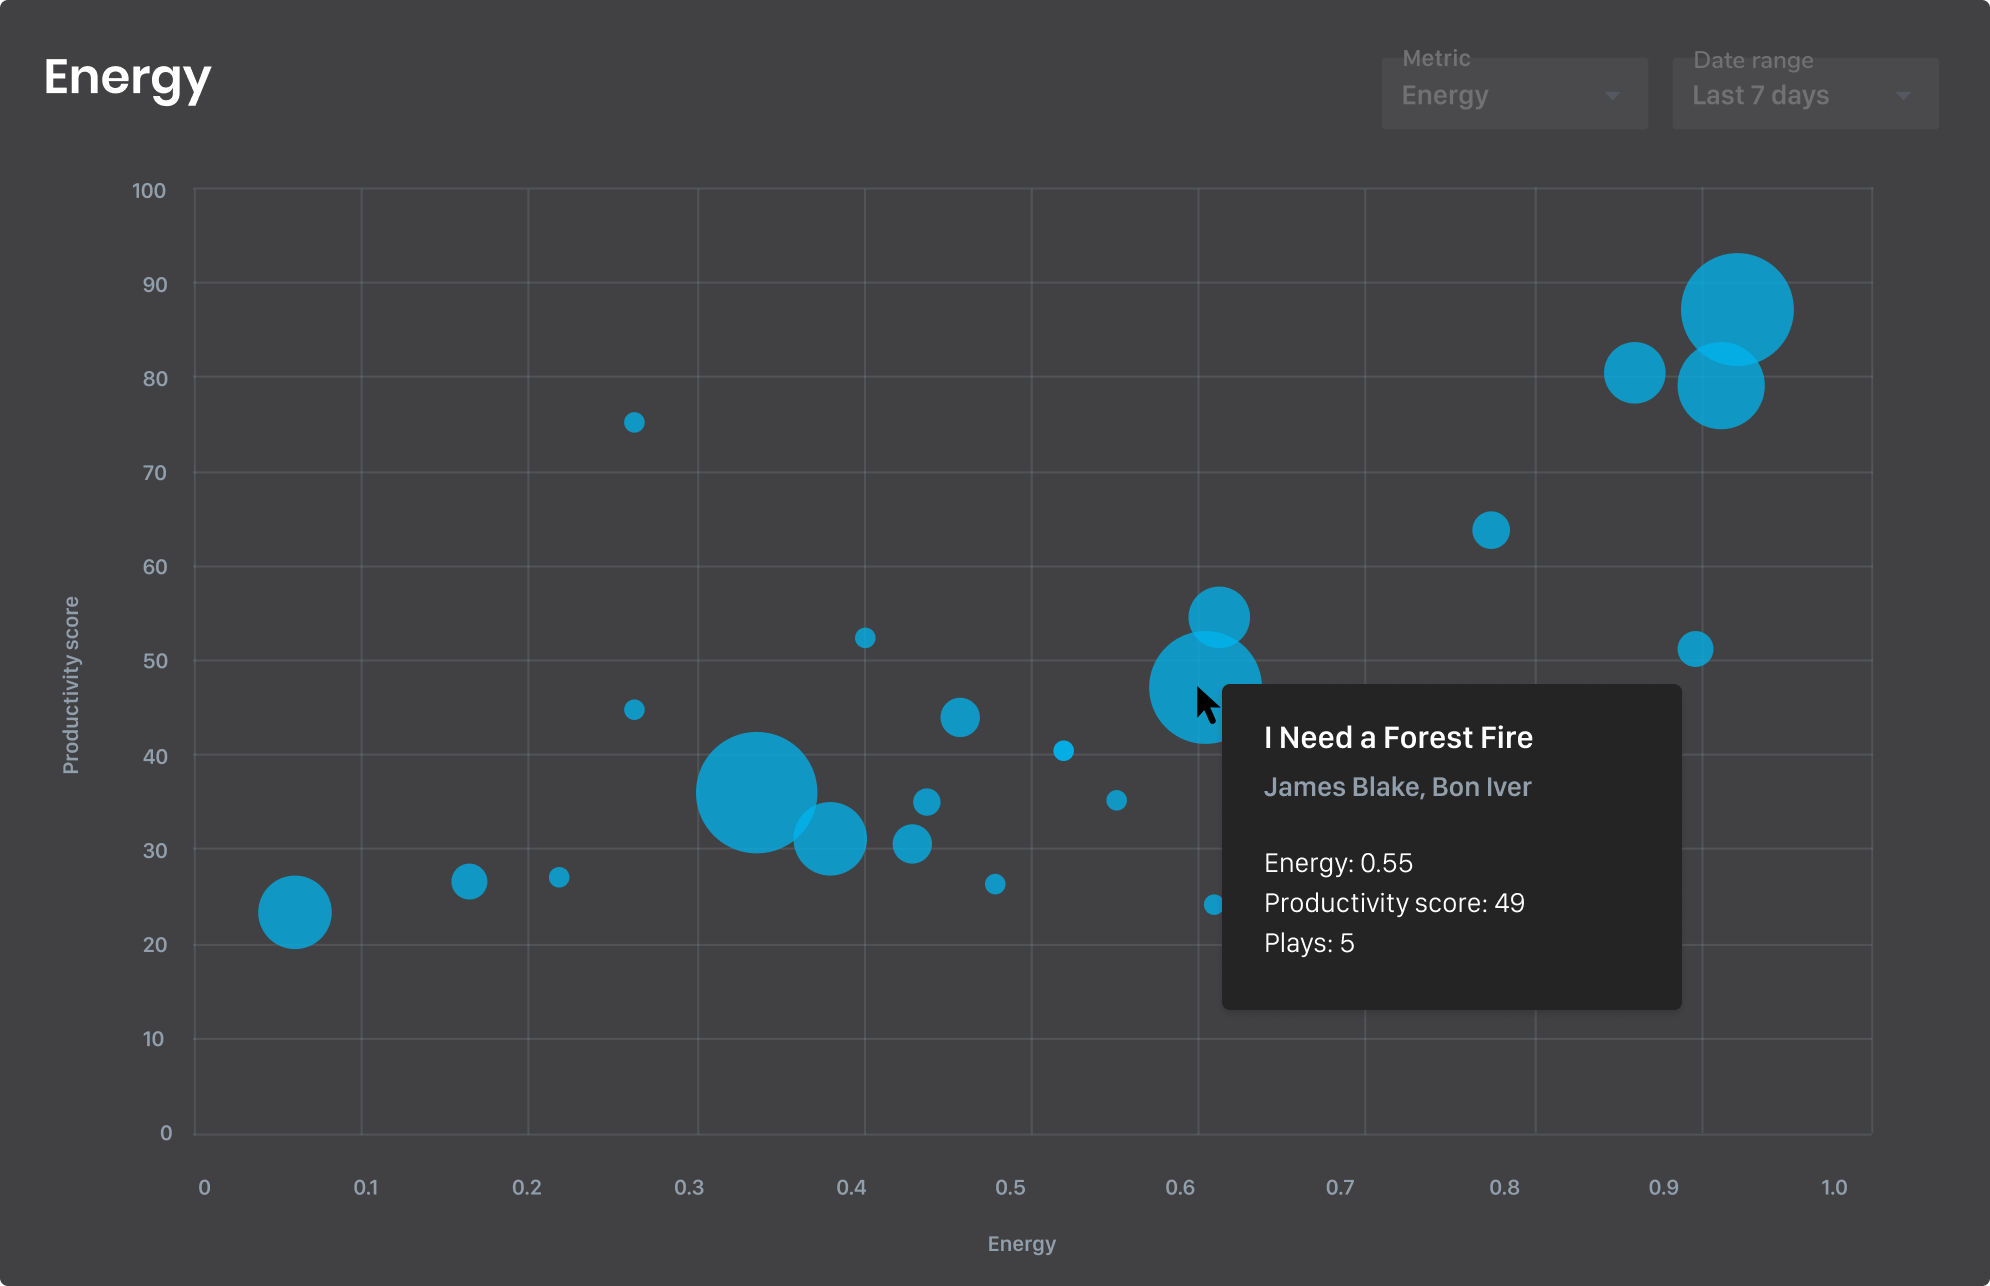 Energy
Metric
Energy
Date range
Last 7 days
100
90
80
70
60
50
40
30
20
10
0
Productivity score
I Need a Forest Fire
James Blake, Bon Iver
Energy: 0.55
Productivity score: 49
Plays: 5
0 0.1 0.2 0.3 0.4 0.5 0.6 0.7 0.8 0.9 1.0
Energy